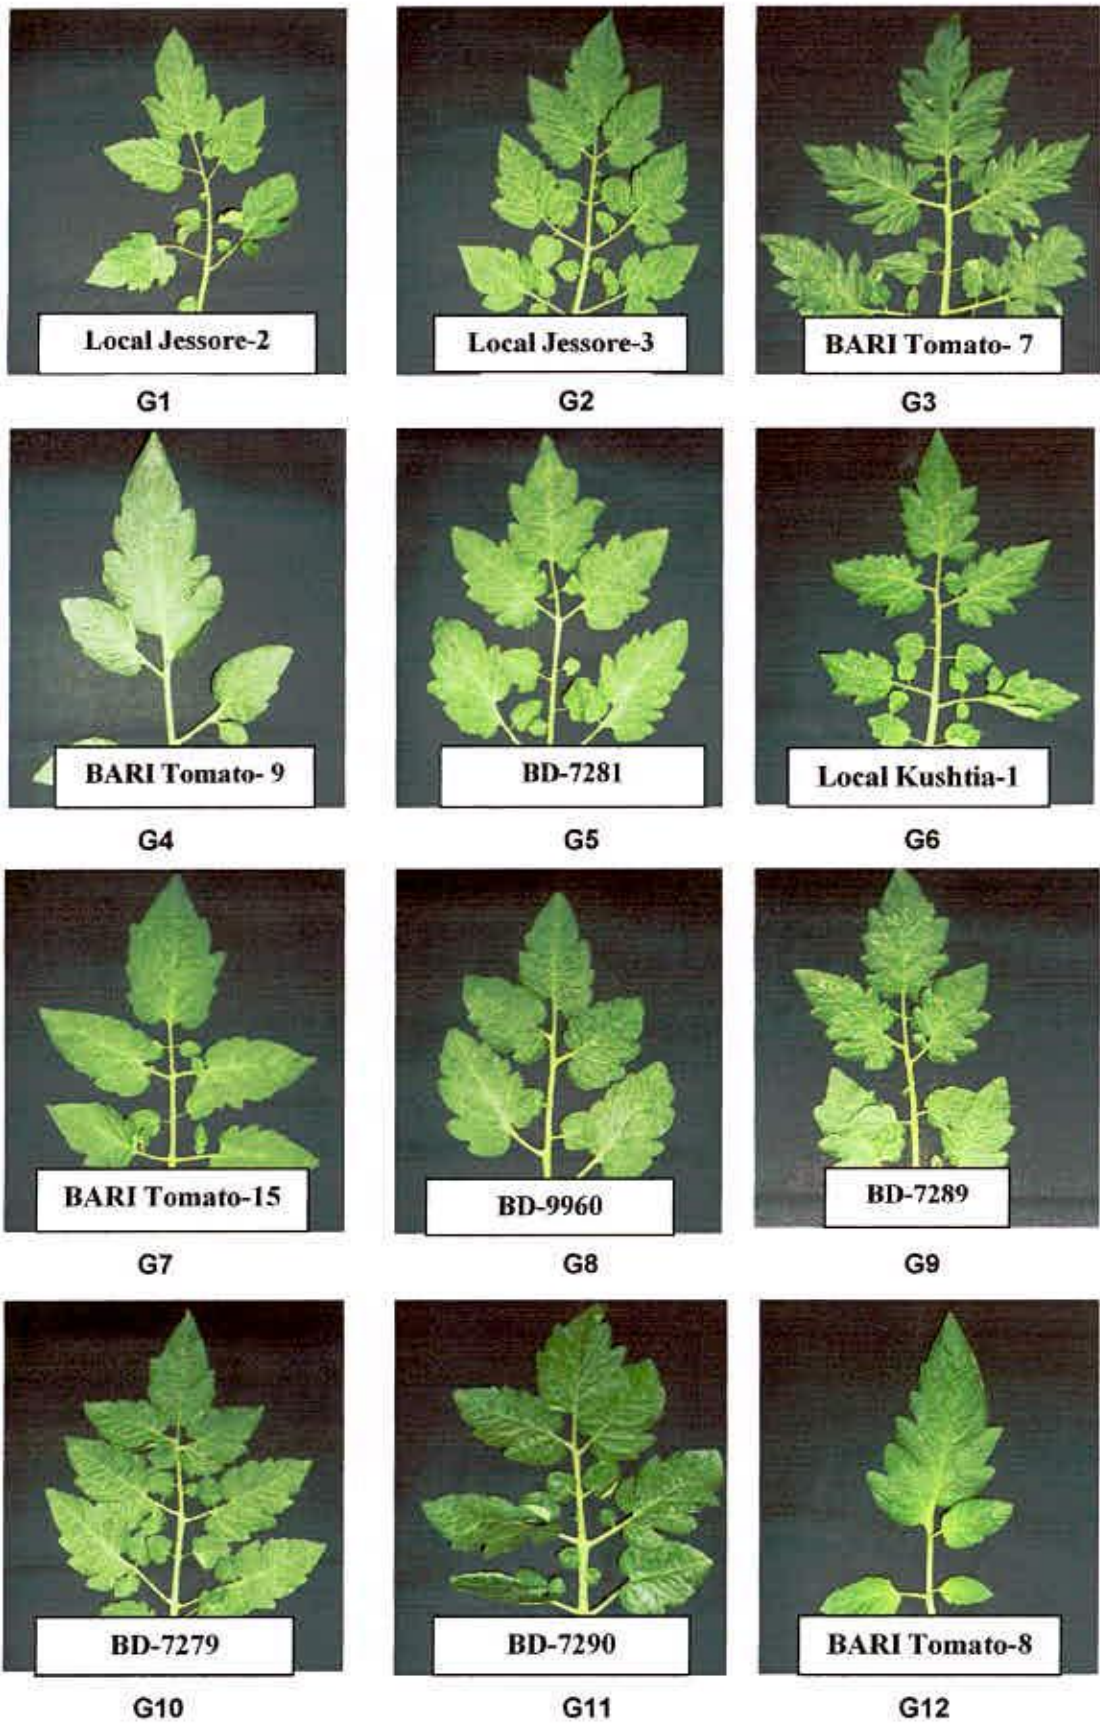 Local Jessore-2
Local Jessore-3
BARI Tomato- 7
G1
G2
G3
BARI Tomato- 9
BD-7281
Local Kushtia-1
G4
G5
G6
BARI Tomato-15
BD-9960
BD-7289
G7
G8
G9
BD-7279
BD-7290
BARI Tomato-8
G10
G11
G12